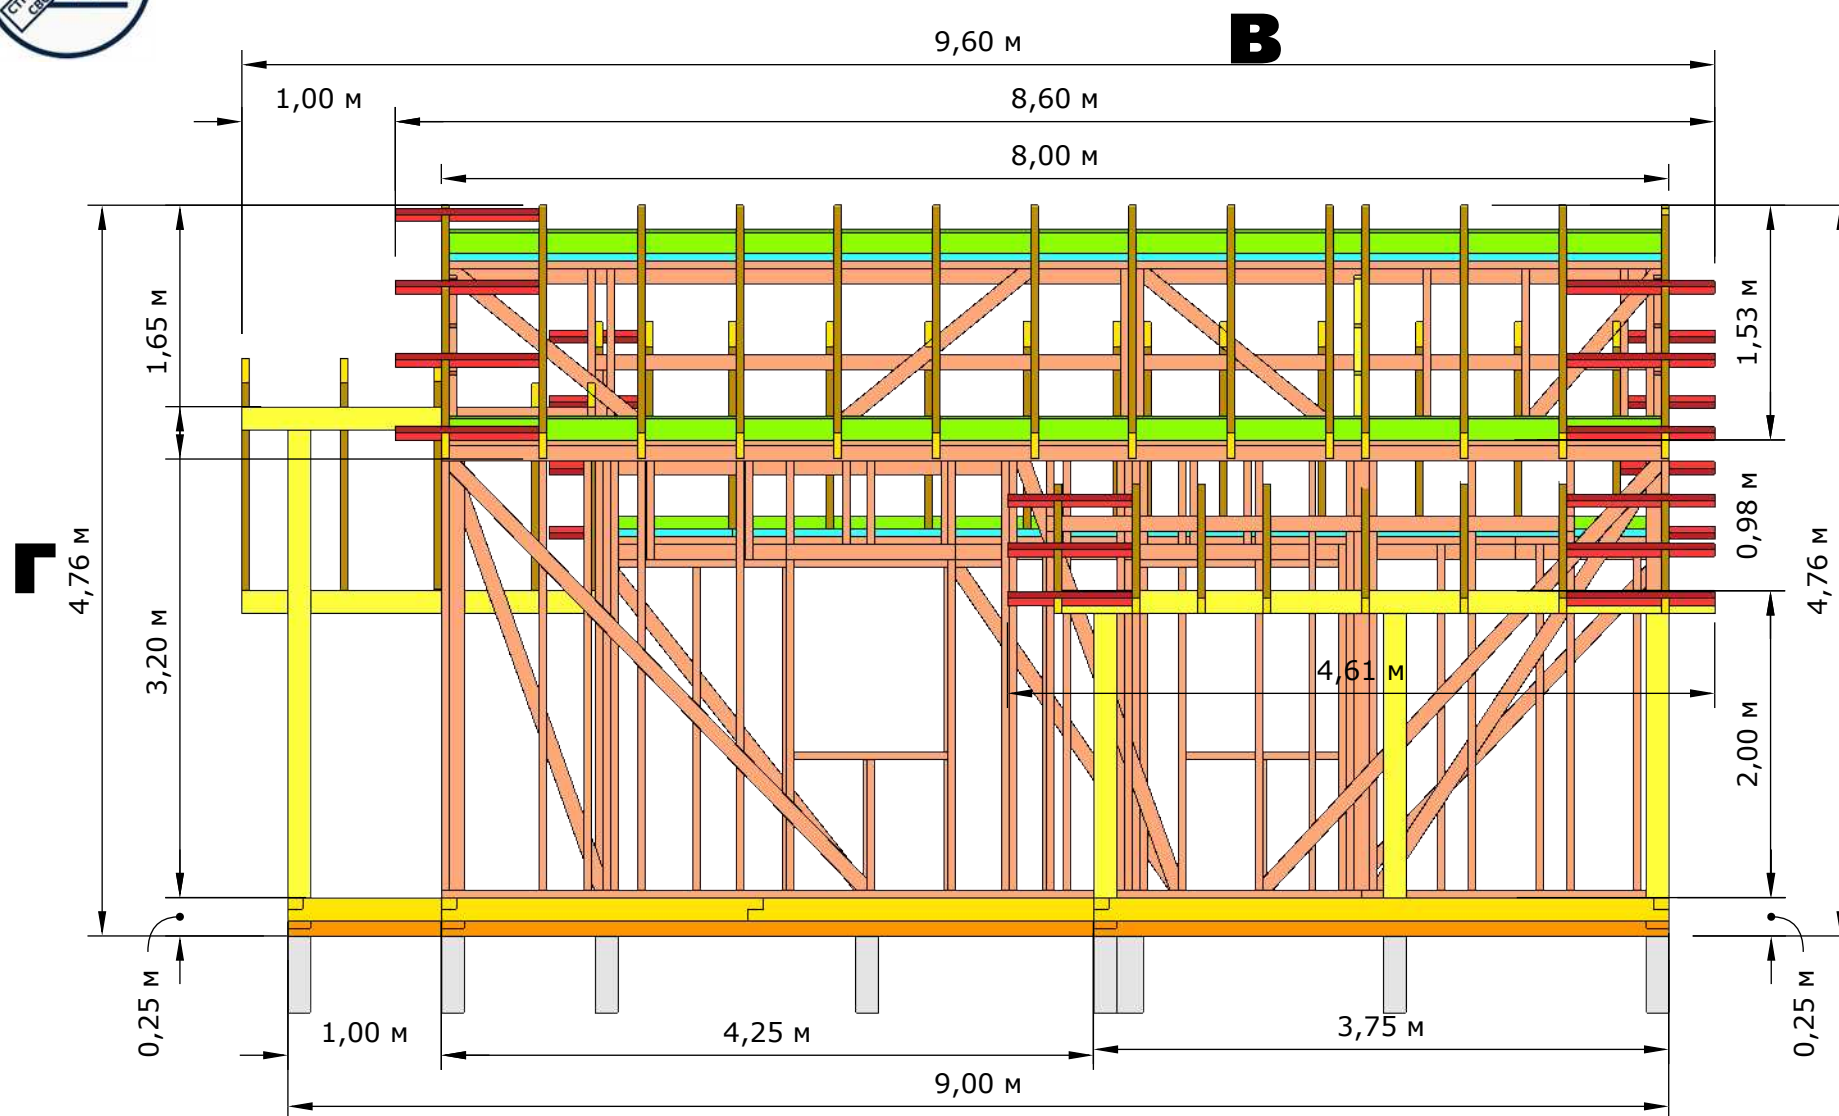 В
9,60 м
1,00 м
8,60 м
8,00 м
1,65 м
1,53 м
Г
4,76 м
0,98 м
4,76 м
3,20 м
4,61 м
2,00 м
0,25 м
1,00 м
4,25 м
3,75 м
0,25 м
9,00 м